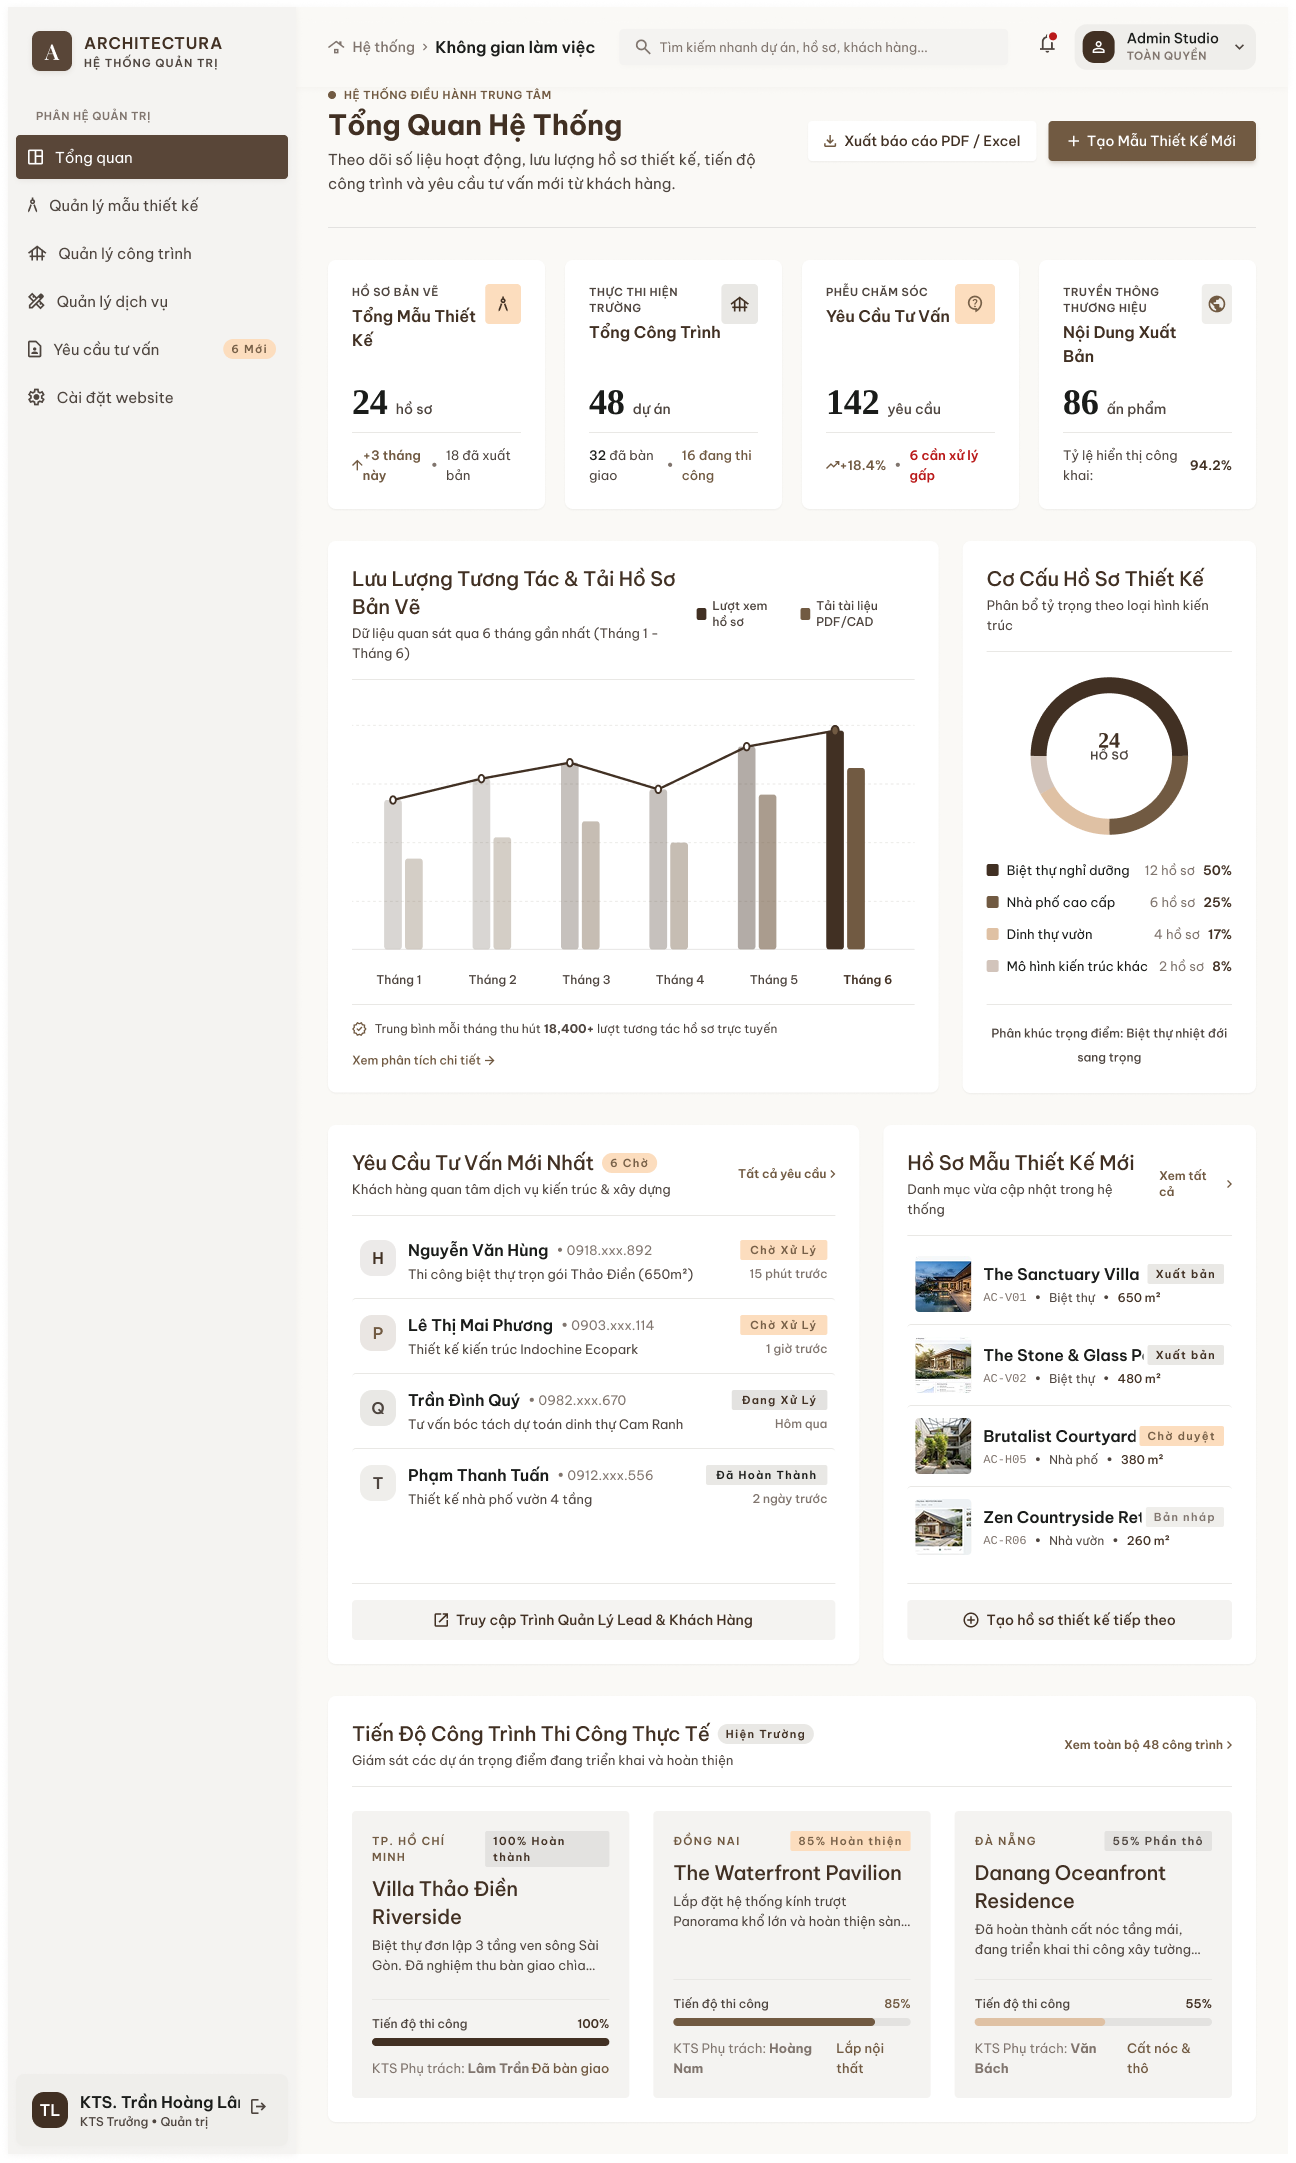 A
ARCHITECTURA
HỆ THỐNG QUẢN TRỊ
PHÂN HỆ QUẢN TRỊ
Tổng quan
Quản lý mẫu thiết kế
Quản lý công trình
Quản lý dịch vụ
Yêu cầu tư vấn
6 Mới
Cài đặt website
Hệ thống › Không gian làm việc
Tìm kiếm nhanh dự án, hồ sơ, khách hàng...
Admin Studio
TOÀN QUYỀN
HỆ THỐNG ĐIỀU HÀNH TRUNG TÂM
Tổng Quan Hệ Thống
Theo dõi số liệu hoạt động, lưu lượng hồ sơ thiết kế, tiến độ
công trình và yêu cầu tư vấn mới từ khách hàng.
Xuất báo cáo PDF / Excel
Tạo Mẫu Thiết Kế Mới
HỒ SƠ BẢN VẼ
Tổng Mẫu Thiết
Kế
24 hồ sơ
+3 tháng
này
•
18 đã xuất
bản
THỰC THI HIỆN
TRƯỜNG
Tổng Công Trình
48 dự án
32 đã bàn
giao
•
16 đang thi
công
PHỄU CHĂM SÓC
Yêu Cầu Tư Vấn
142 yêu cầu
+18.4%
•
6 cần xử lý
gấp
TRUYỀN THÔNG
THƯƠNG HIỆU
Nội Dung Xuất
Bản
86 ấn phẩm
Tỷ lệ hiển thị công
khai:
94.2%
Lưu Lượng Tương Tác & Tải Hồ Sơ
Bản Vẽ
Dữ liệu quan sát qua 6 tháng gần nhất (Tháng 1 -
Tháng 6)
Lượt xem
hồ sơ
Tải tài liệu
PDF/CAD
Tháng 1
Tháng 2
Tháng 3
Tháng 4
Tháng 5
Tháng 6
Trung bình mỗi tháng thu hút 18,400+ lượt tương tác hồ sơ trực tuyến
Xem phân tích chi tiết →
Cơ Cấu Hồ Sơ Thiết Kế
Phân bổ tỷ trọng theo loại hình kiến
trúc
24
HỒ SƠ
Biệt thự nghỉ dưỡng 12 hồ sơ 50%
Nhà phố cao cấp 6 hồ sơ 25%
Dinh thự vườn 4 hồ sơ 17%
Mô hình kiến trúc khác 2 hồ sơ 8%
Phân khúc trọng điểm: Biệt thự nhiệt đới
sang trọng
Yêu Cầu Tư Vấn Mới Nhất
6 Chờ
Khách hàng quan tâm dịch vụ kiến trúc & xây dựng
Tất cả yêu cầu ›
H
Nguyễn Văn Hùng • 0918.xxx.892
Thi công biệt thự trọn gói Thảo Điền (650m²)
Chờ Xử Lý
15 phút trước
P
Lê Thị Mai Phương • 0903.xxx.114
Thiết kế kiến trúc Indochine Ecopark
Chờ Xử Lý
1 giờ trước
Q
Trần Đình Quý • 0982.xxx.670
Tư vấn bóc tách dự toán dinh thự Cam Ranh
Đang Xử Lý
Hôm qua
T
Phạm Thanh Tuấn • 0912.xxx.556
Thiết kế nhà phố vườn 4 tầng
Đã Hoàn Thành
2 ngày trước
Truy cập Trình Quản Lý Lead & Khách Hàng
Hồ Sơ Mẫu Thiết Kế Mới
Danh mục vừa cập nhật trong hệ
thống
Xem tất
cả ›
The Sanctuary Villa
Xuất bản
AC-V01 • Biệt thự • 650 m²
The Stone & Glass P
Xuất bản
AC-V02 • Biệt thự • 480 m²
Brutalist Courtyard
Chờ duyệt
AC-H05 • Nhà phố • 380 m²
Zen Countryside Ret
Bản nháp
AC-R06 • Nhà vườn • 260 m²
Tạo hồ sơ thiết kế tiếp theo
Tiến Độ Công Trình Thi Công Thực Tế
Hiện Trường
Giám sát các dự án trọng điểm đang triển khai và hoàn thiện
Xem toàn bộ 48 công trình ›
TP. HỒ CHÍ
MINH
100% Hoàn
thành
Villa Thảo Điền
Riverside
Biệt thự đơn lập 3 tầng ven sông Sài
Gòn. Đã nghiệm thu bàn giao chìa...
Tiến độ thi công 100%
KTS Phụ trách: Lâm Trần Đã bàn giao
ĐỒNG NAI
85% Hoàn thiện
The Waterfront Pavilion
Lắp đặt hệ thống kính trượt
Panorama khổ lớn và hoàn thiện sàn...
Tiến độ thi công 85%
KTS Phụ trách: Hoàng
Nam
Lắp nội
thất
ĐÀ NẴNG
55% Phần thô
Danang Oceanfront
Residence
Đã hoàn thành cất nóc tầng mái,
đang triển khai thi công xây tường...
Tiến độ thi công 55%
KTS Phụ trách: Văn
Bách
Cất nóc &
thô
TL
KTS. Trần Hoàng Lâ
KTS Trưởng • Quản trị